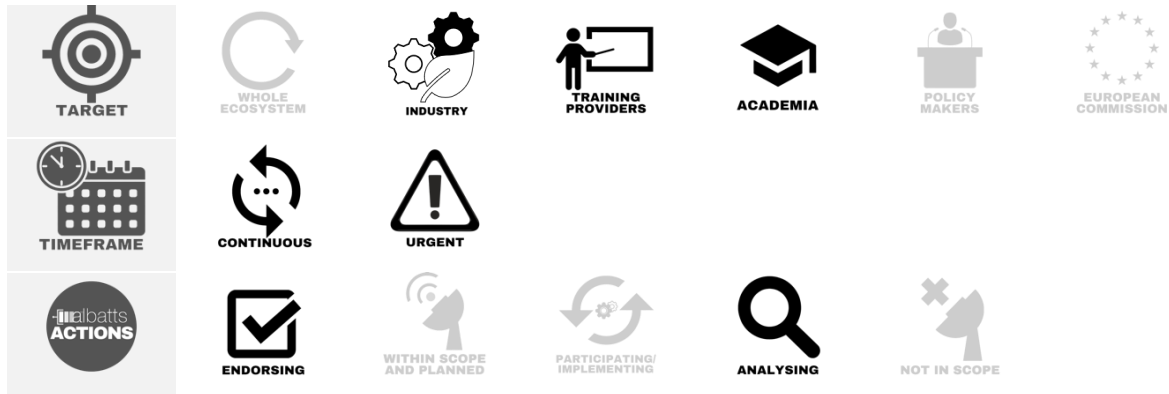 TARGET
WHOLE
ECOSYSTEM
INDUSTRY
TRAINING
PROVIDERS
ACADEMIA
POLICY
MAKERS
EUROPEAN
COMMISSION
TIMEFRAME
CONTINUOUS
URGENT
albatts
ACTIONS
ENDORSING
WITHIN SCOPE
AND PLANNED
PARTICIPATING/
IMPLEMENTING
ANALYSING
NOT IN SCOPE